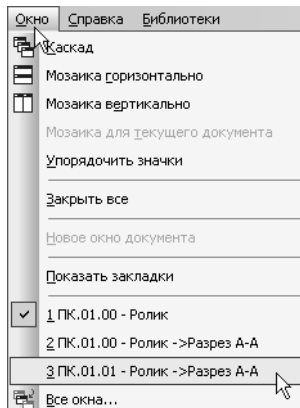 Окно Справка Библиотеки
Каскад
Мозаика горизонтально
Мозаика вертикально
Мозаика для текущего документа
Упорядочить значки
Закрыть все
Новое окно документа
Показать закладки
1 ПК.01.00 - Ролик
2 ПК.01.00 - Ролик ->Разрез А-А
3 ПК.01.01 - Ролик ->Разрез А-А
Все окна...